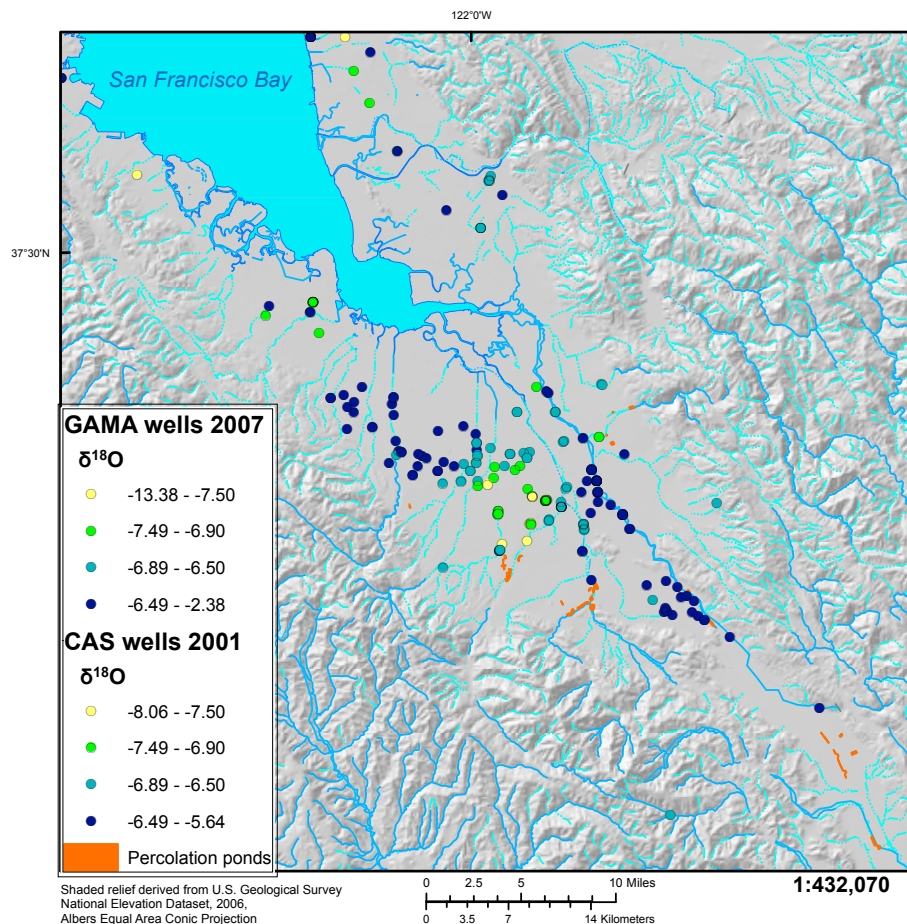 122°0'W
San Francisco Bay
37°30'N
GAMA wells 2007
δ18O
-13.38 - -7.50
-7.49 - -6.90
-6.89 - -6.50
-6.49 - -2.38
CAS wells 2001
δ18O
-8.06 - -7.50
-7.49 - -6.90
-6.89 - -6.50
-6.49 - -5.64
Percolation ponds
Shaded relief derived from U.S. Geological Survey
National Elevation Dataset, 2006,
Albers Equal Area Conic Projection
0 2.5 5 10 Miles
0 3.5 7 14 Kilometers
1:432,070